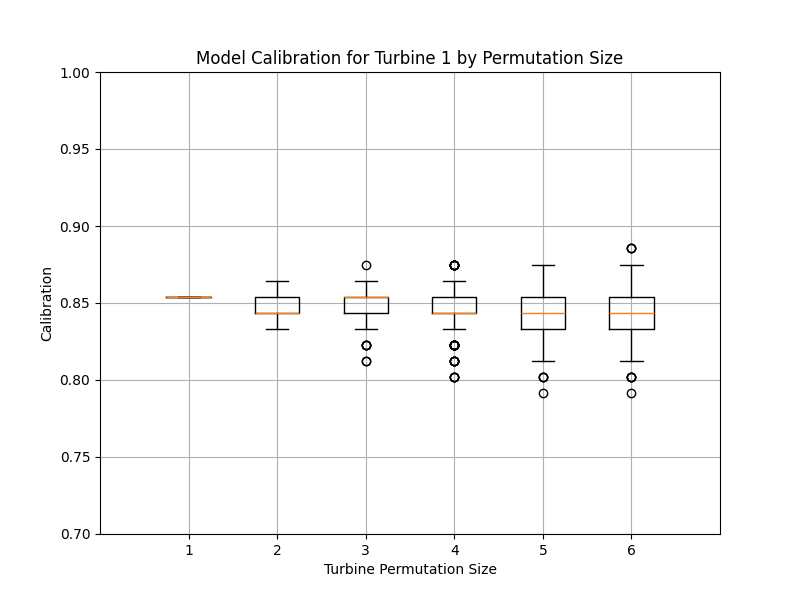 Model Calibration for Turbine 1 by Permutation Size
1.00
0.95
0.90
0.85
0.80
0.75
0.70
Calibration
1 2 3 4 5 6
Turbine Permutation Size